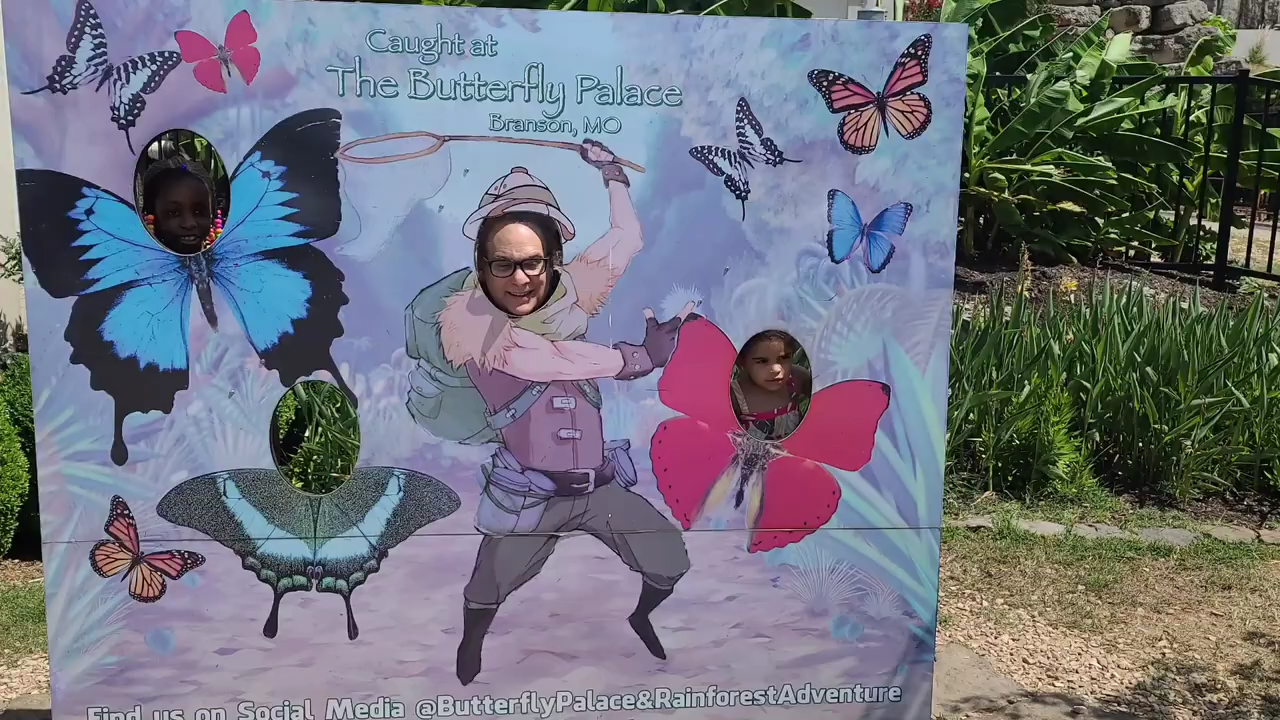 Caught at
The Butterfly Palace
Branson, MO
Find us on Social Media @ButterflyPalace&RainforestAdventure